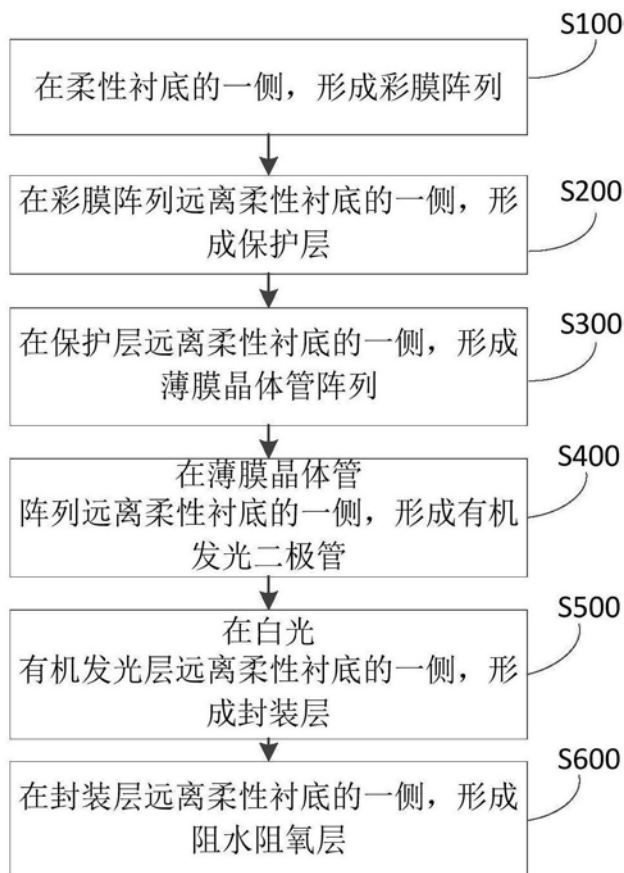 S100
在柔性衬底的一侧，形成彩膜阵列
S200
在彩膜阵列远离柔性衬底的一侧，形
成保护层
S300
在保护层远离柔性衬底的一侧，形成
薄膜晶体管阵列
S400
在薄膜晶体管
阵列远离柔性衬底的一侧，形成有机
发光二极管
S500
在白光
有机发光层远离柔性衬底的一侧，形
成封装层
S600
在封装层远离柔性衬底的一侧，形成
阻水阻氧层